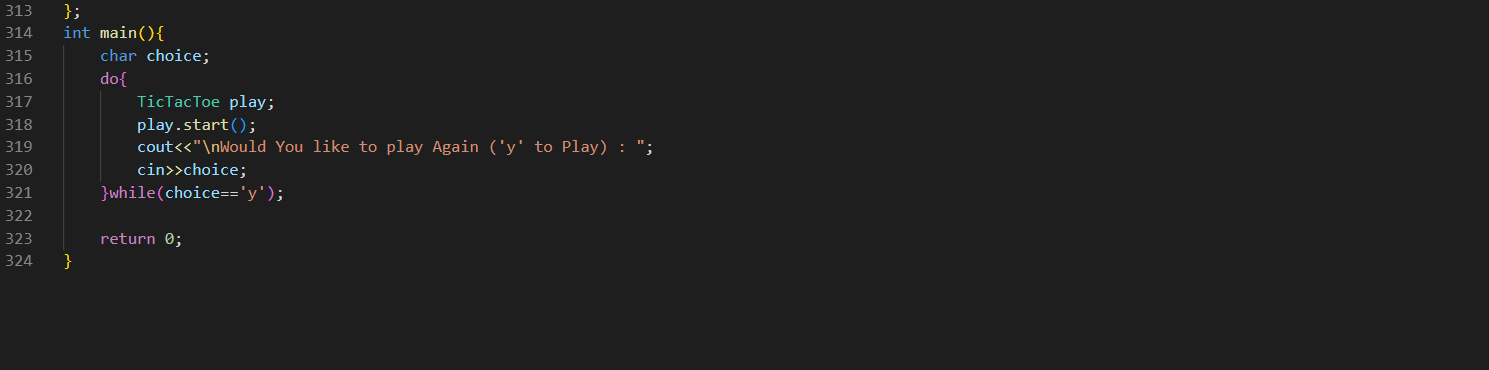 313 };
314 int main(){
315     char choice;
316     do{
317         TicTacToe play;
318         play.start();
319         cout<<"\nWould You like to play Again ('y' to Play) : ";
320         cin>>choice;
321     }while(choice=='y');
322
323     return 0;
324 }